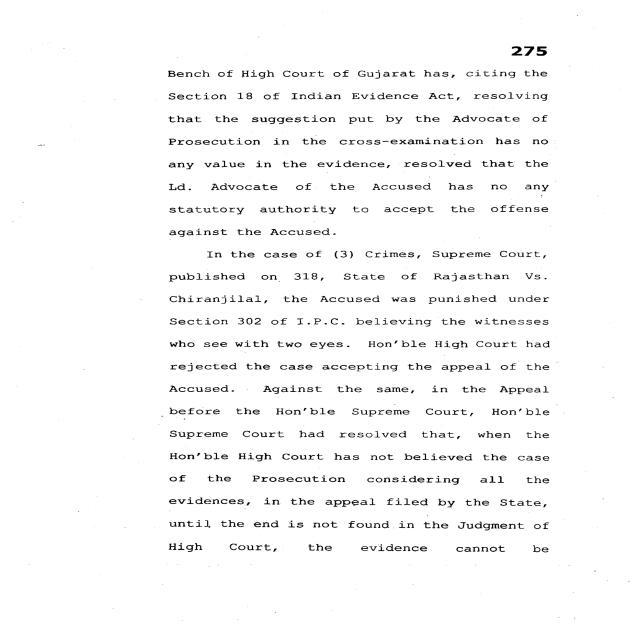 275
Bench of High Court of Gujarat has, citing the
Section 18 of Indian Evidence Act, resolving
that the suggestion put by the Advocate of
Prosecution in the cross-examination has no
any value in the evidence, resolved that the
Ld. Advocate of the Accused has no any
statutory authority to accept the offense
against the Accused.
In the case of (3) Crimes, Supreme Court,
published on 318, State of Rajasthan Vs.
Chiranjilal, the Accused was punished under
Section 302 of I.P.C. believing the witnesses
who see with two eyes. Hon'ble High Court had
rejected the case accepting the appeal of the
Accused. Against the same, in the Appeal
before the Hon'ble Supreme Court, Hon'ble
Supreme Court had resolved that, when the
Hon'ble High Court has not believed the case
of the Prosecution considering all the
evidences, in the appeal filed by the State,
until the end is not found in the Judgment of
High Court, the evidence cannot be